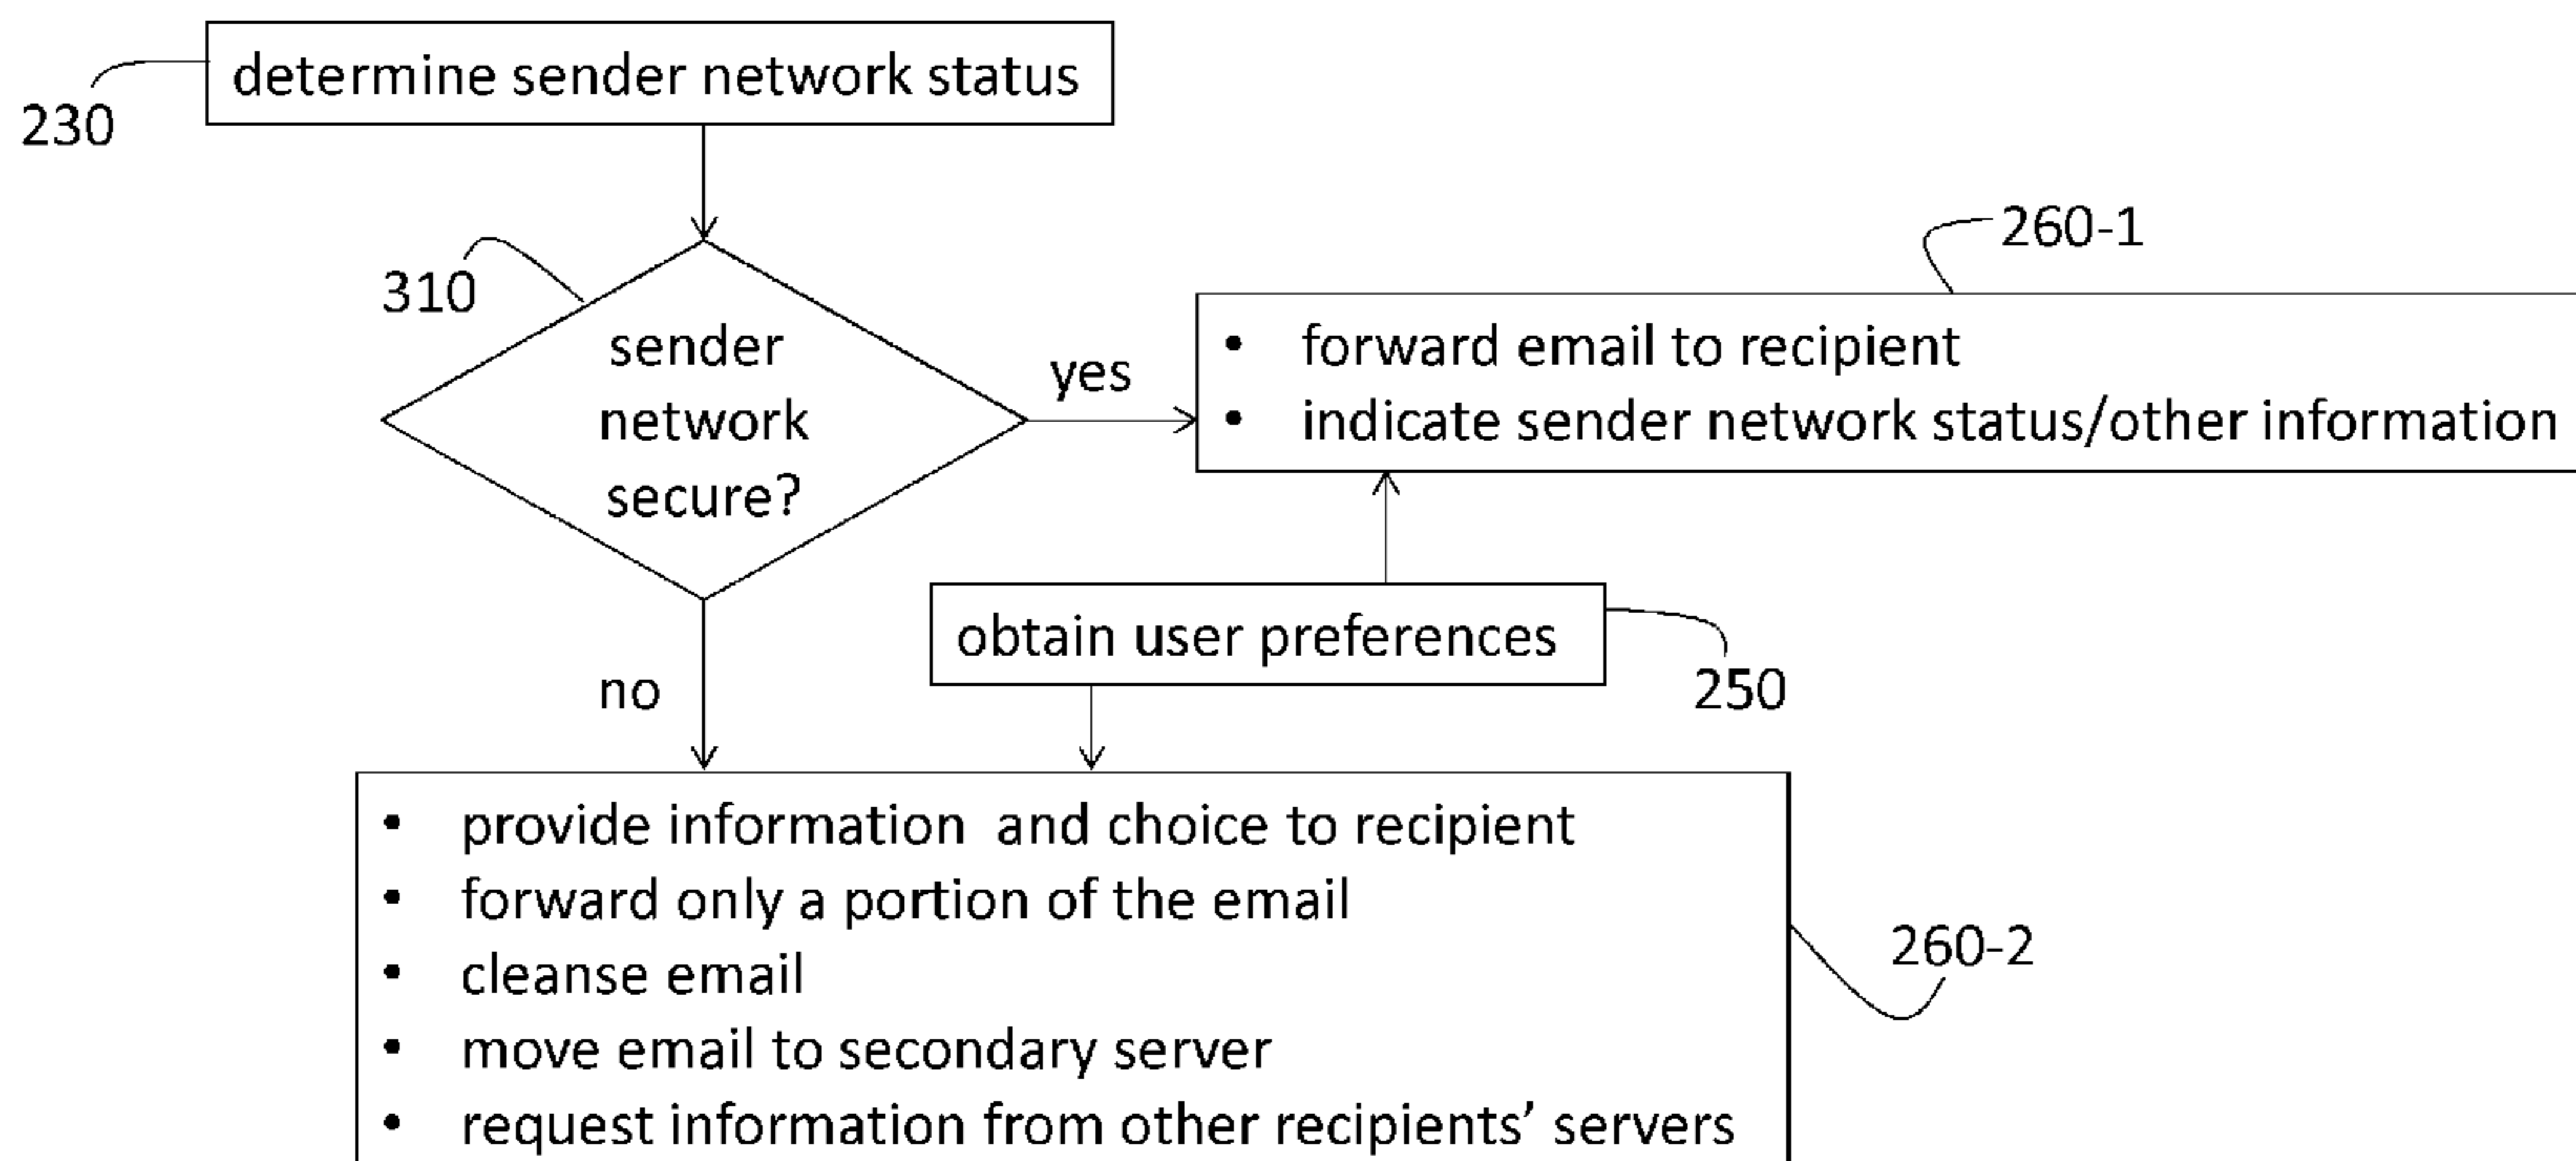 determine sender network status
230
260-1
310
sender
network
secure?
yes
• forward email to recipient
• indicate sender network status/other information
obtain user preferences
250
no
• provide information and choice to recipient
• forward only a portion of the email
• cleanse email
• move email to secondary server
• request information from other recipients’ servers
260-2